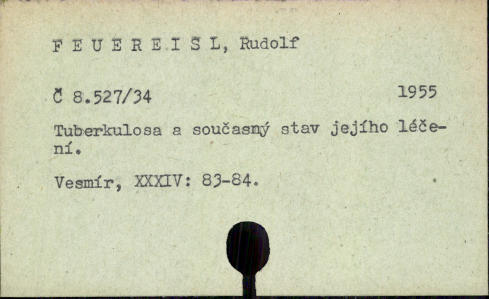 F E U E R E I S L, Rudolf
Č 8.527/34 1955
Tuberkulosa a současný stav jejího léče-
ní.
Vesmír, XXXIV: 83-84.